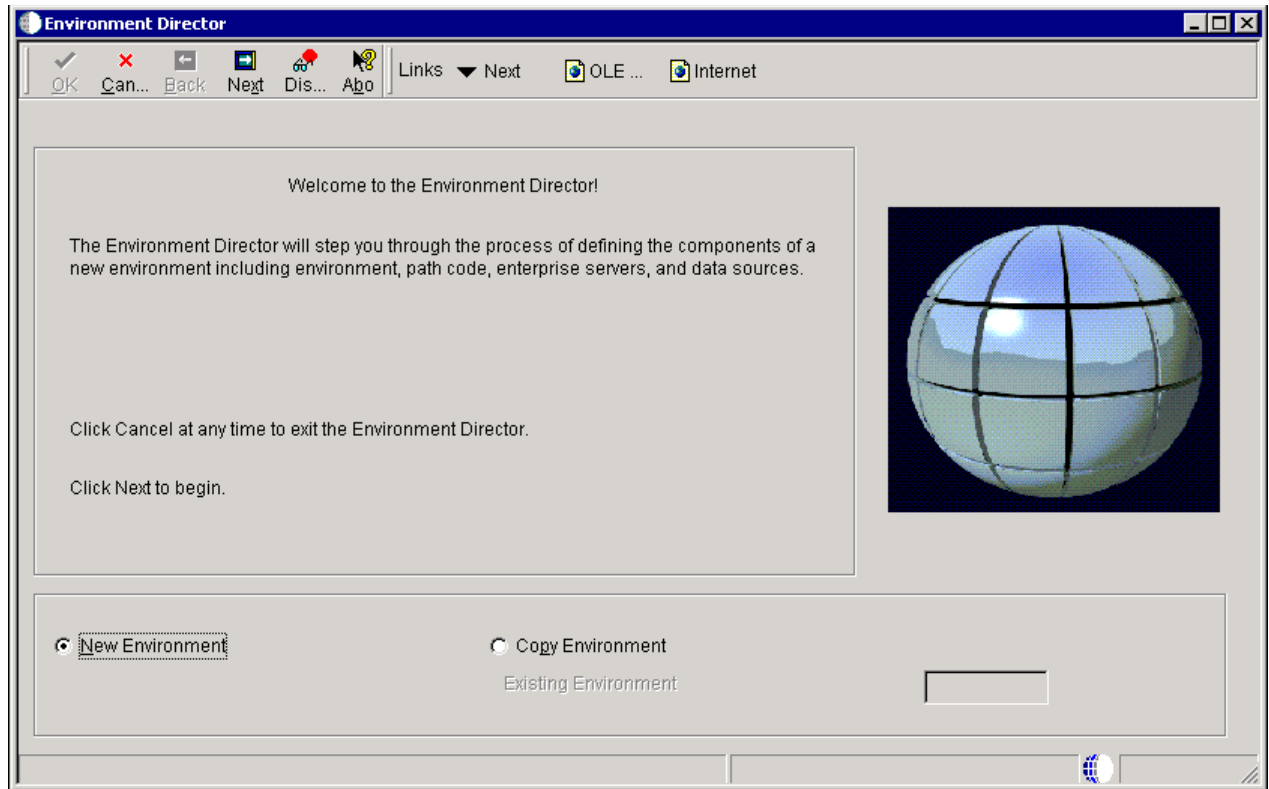 Environment Director
OK Can... Back Next Dis... Abo Links Next OLE ... Internet
Welcome to the Environment Director!
The Environment Director will step you through the process of defining the components of a
new environment including environment, path code, enterprise servers, and data sources.
Click Cancel at any time to exit the Environment Director.
Click Next to begin.
New Environment Copy Environment
Existing Environment